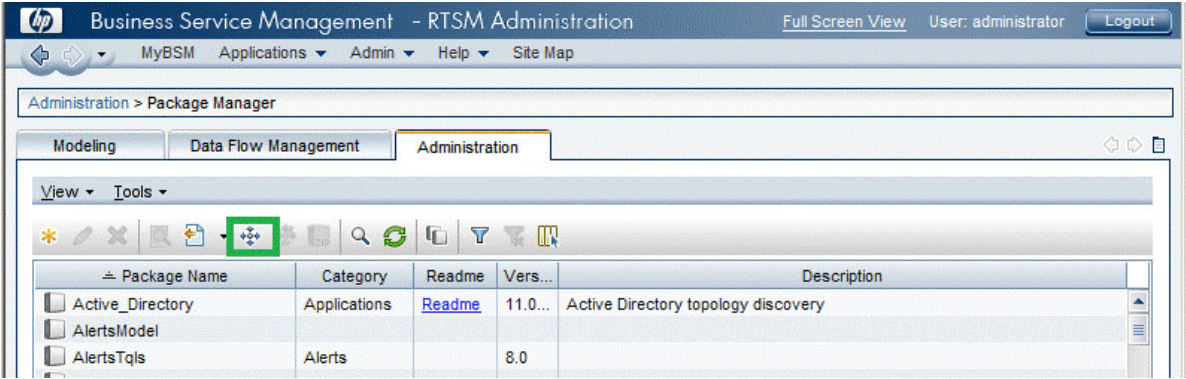 hp Business Service Management - RTSM Administration Full Screen View User: administrator Logout
MyBSM Applications Admin Help Site Map
Administration > Package Manager
Modeling Data Flow Management Administration
View Tools
ZIP
Package Name Category Readme Vers... Description
Active_Directory Applications Readme 11.0... Active Directory topology discovery
AlertsModel
AlertsTqls Alerts 8.0